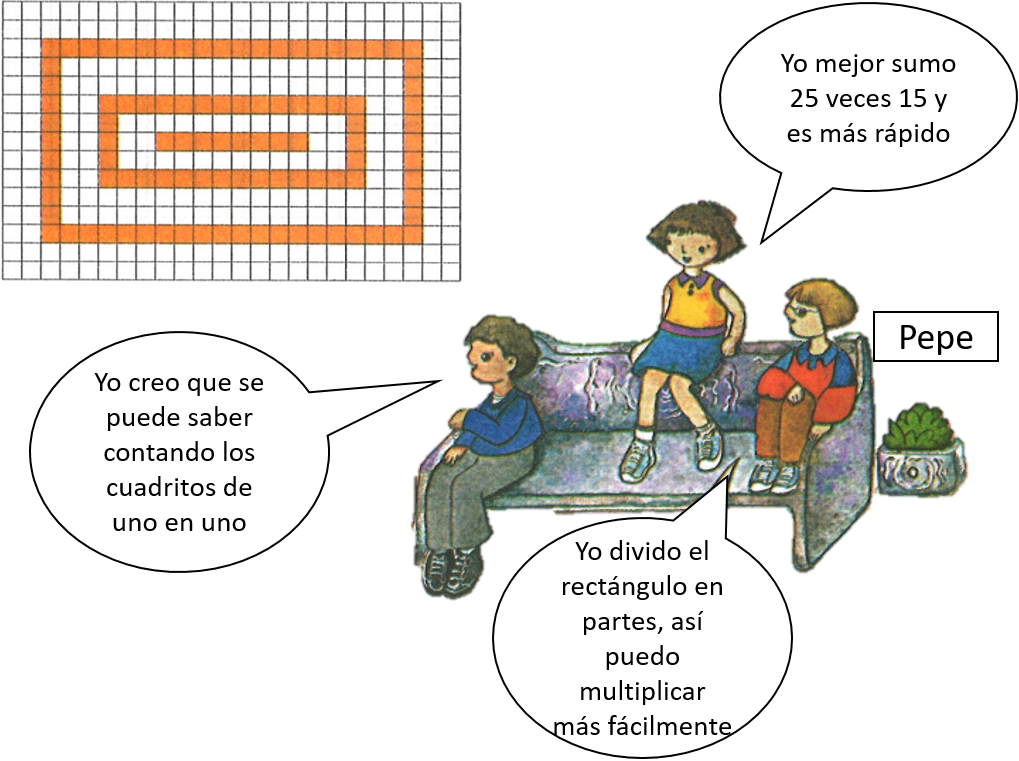 Yo mejor sumo
25 veces 15 y
es más rápido
Pepe
Yo creo que se
puede saber
contando los
cuadritos de
uno en uno
Yo divido el
rectángulo en
partes, así
puedo
multiplicar
más fácilmente